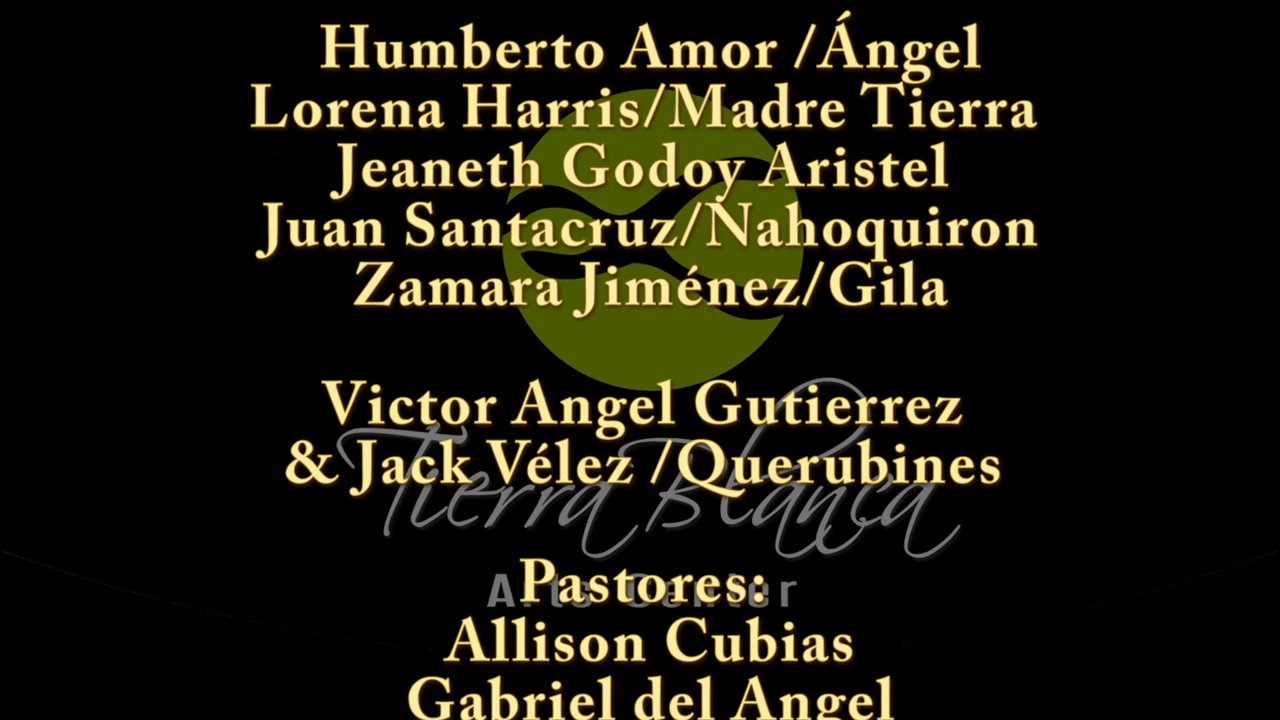 Humberto Amor /Ángel
Lorena Harris/Madre Tierra
Jeaneth Godoy Aristel
Juan Santacruz/Nahoquiron
Zamara Jiménez/Gila
Victor Angel Gutierrez
& Jack Vélez /Querubines
Tierra Blanca
Arts Center
Pastores:
Allison Cubias
Gabriel del Angel